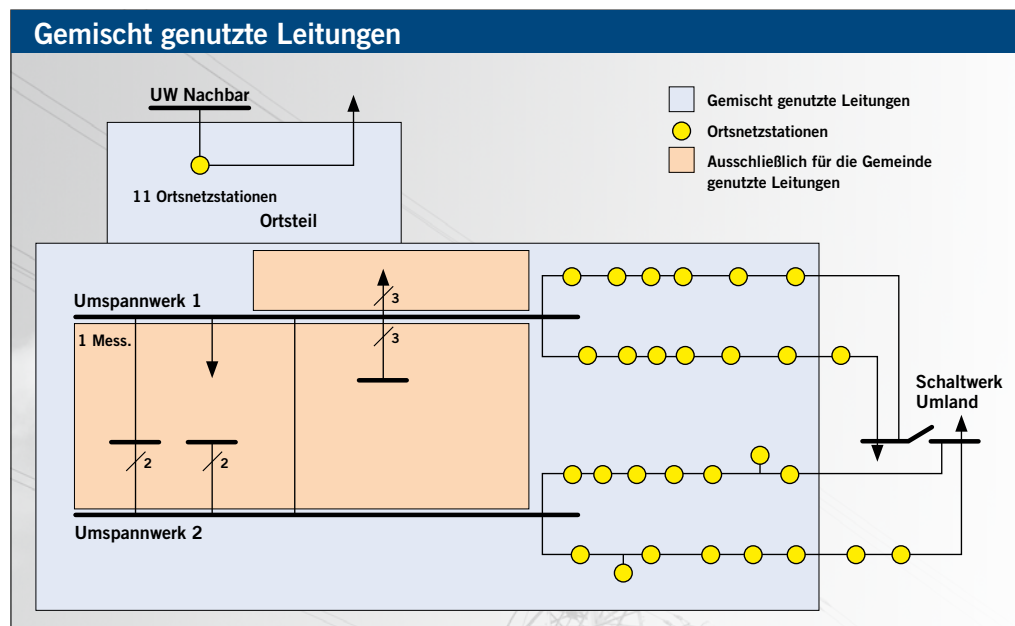 Gemischt genutzte Leitungen
UW Nachbar
Gemischt genutzte Leitungen
Ortsnetzstationen
Ausschließlich für die Gemeinde
genutzte Leitungen
11 Ortsnetzstationen
Ortsteil
Umspannwerk 1
3
1 Mess.
3
Schaltwerk
Umland
2
2
Umspannwerk 2